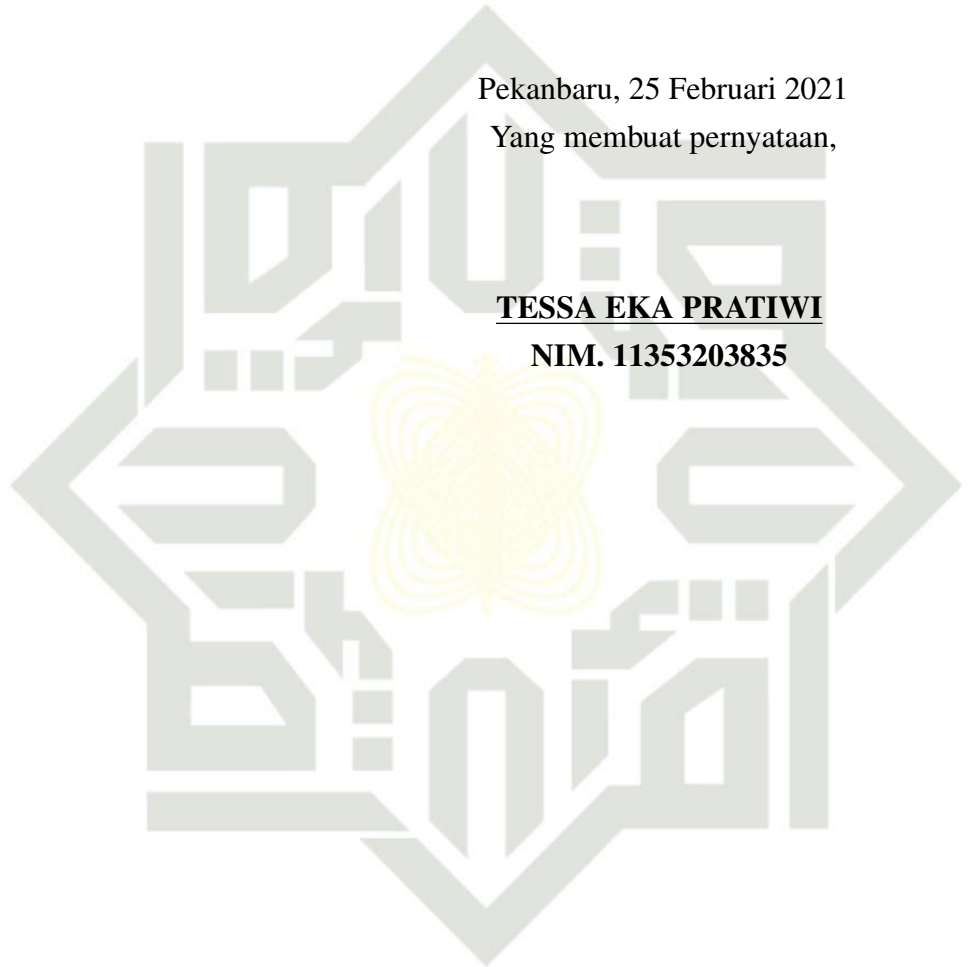 Pekanbaru, 25 Februari 2021
Yang membuat pernyataan,
TESSA EKA PRATIWI
NIM. 11353203835